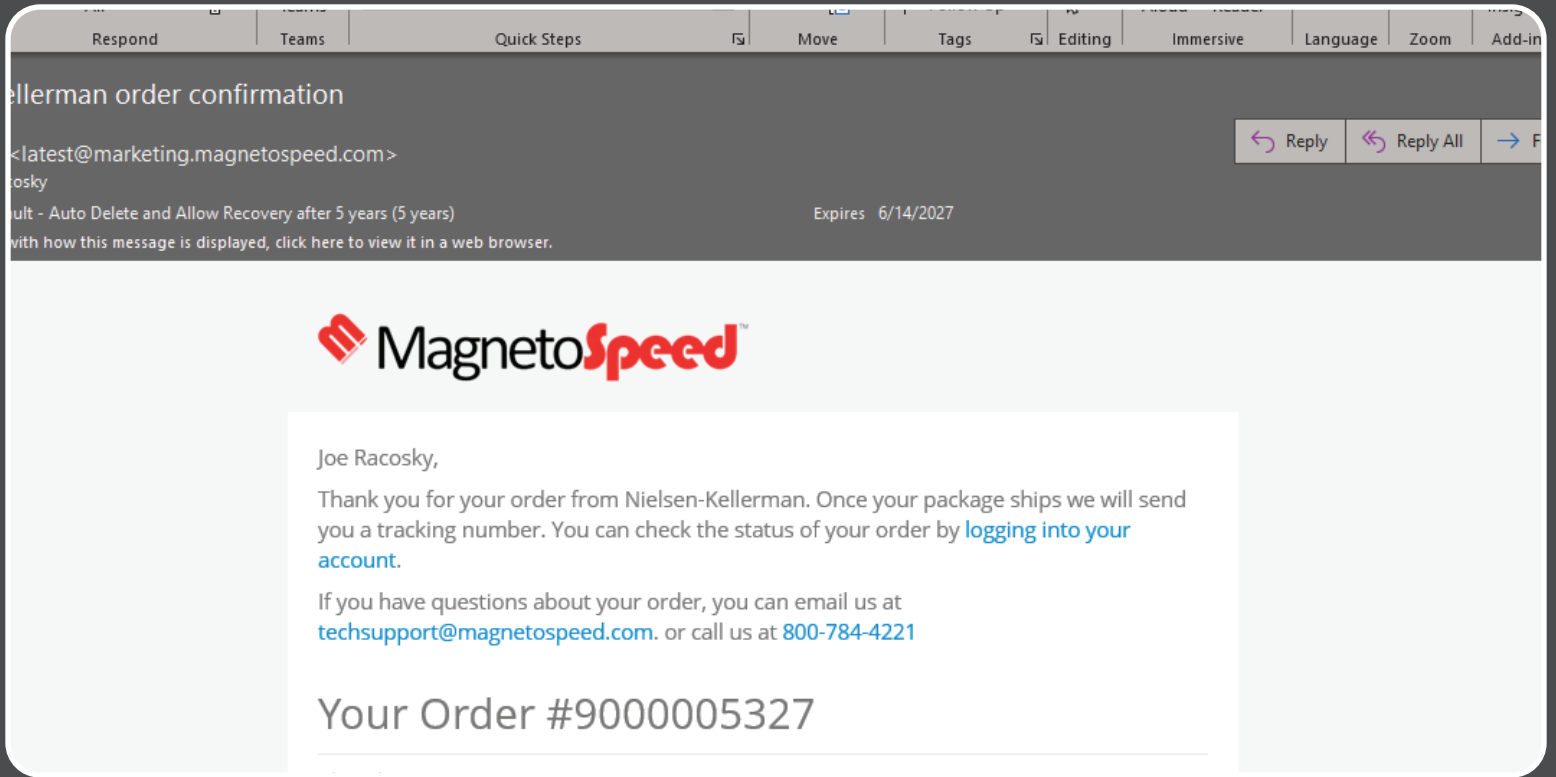 Respond
Teams
Quick Steps
Move
Tags
Editing
Immersive
Language
Zoom
Add-in
ellerman order confirmation
<latest@marketing.magnetospeed.com>
Reply
Reply All
cosky
ult - Auto Delete and Allow Recovery after 5 years (5 years)
Expires 6/14/2027
with how this message is displayed, click here to view it in a web browser.
MagnetoSpeed™
Joe Racosky,
Thank you for your order from Nielsen-Kellerman. Once your package ships we will send
you a tracking number. You can check the status of your order by logging into your
account.
If you have questions about your order, you can email us at
techsupport@magnetospeed.com. or call us at 800-784-4221
Your Order #9000005327